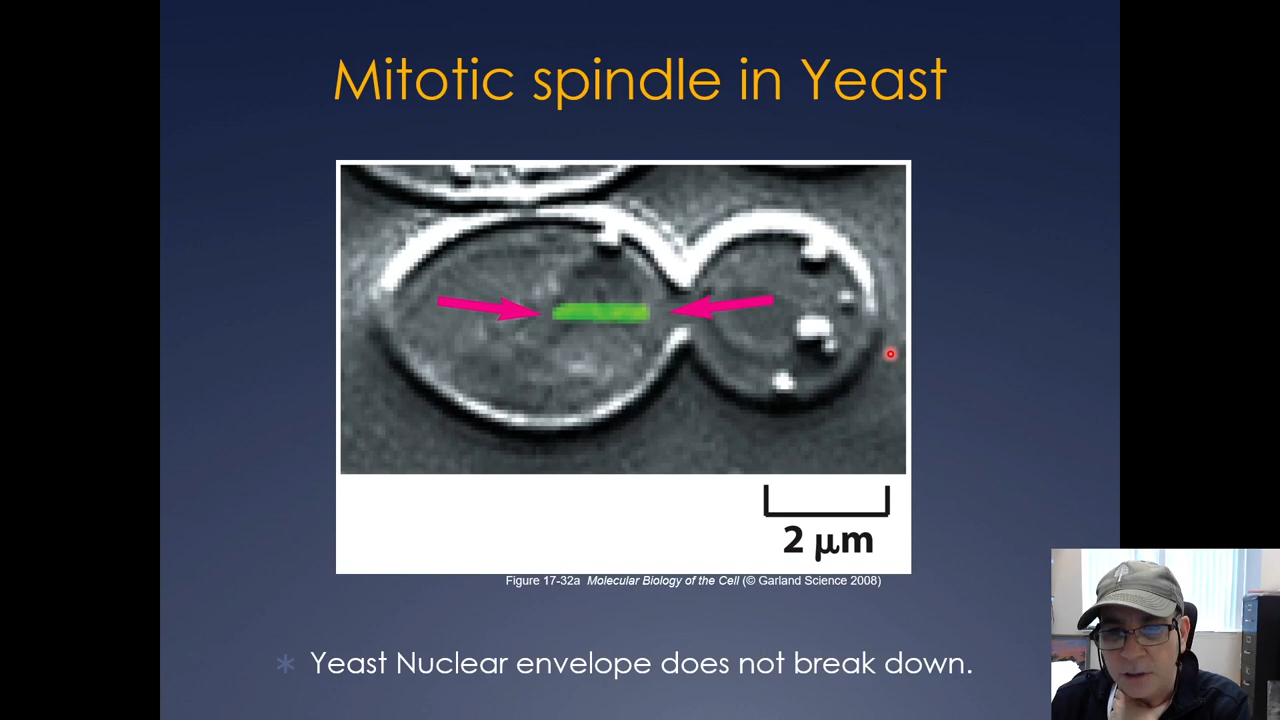 Mitotic spindle in Yeast
2 μm
Figure 17-32a Molecular Biology of the Cell (© Garland Science 2008)
Yeast Nuclear envelope does not break down.